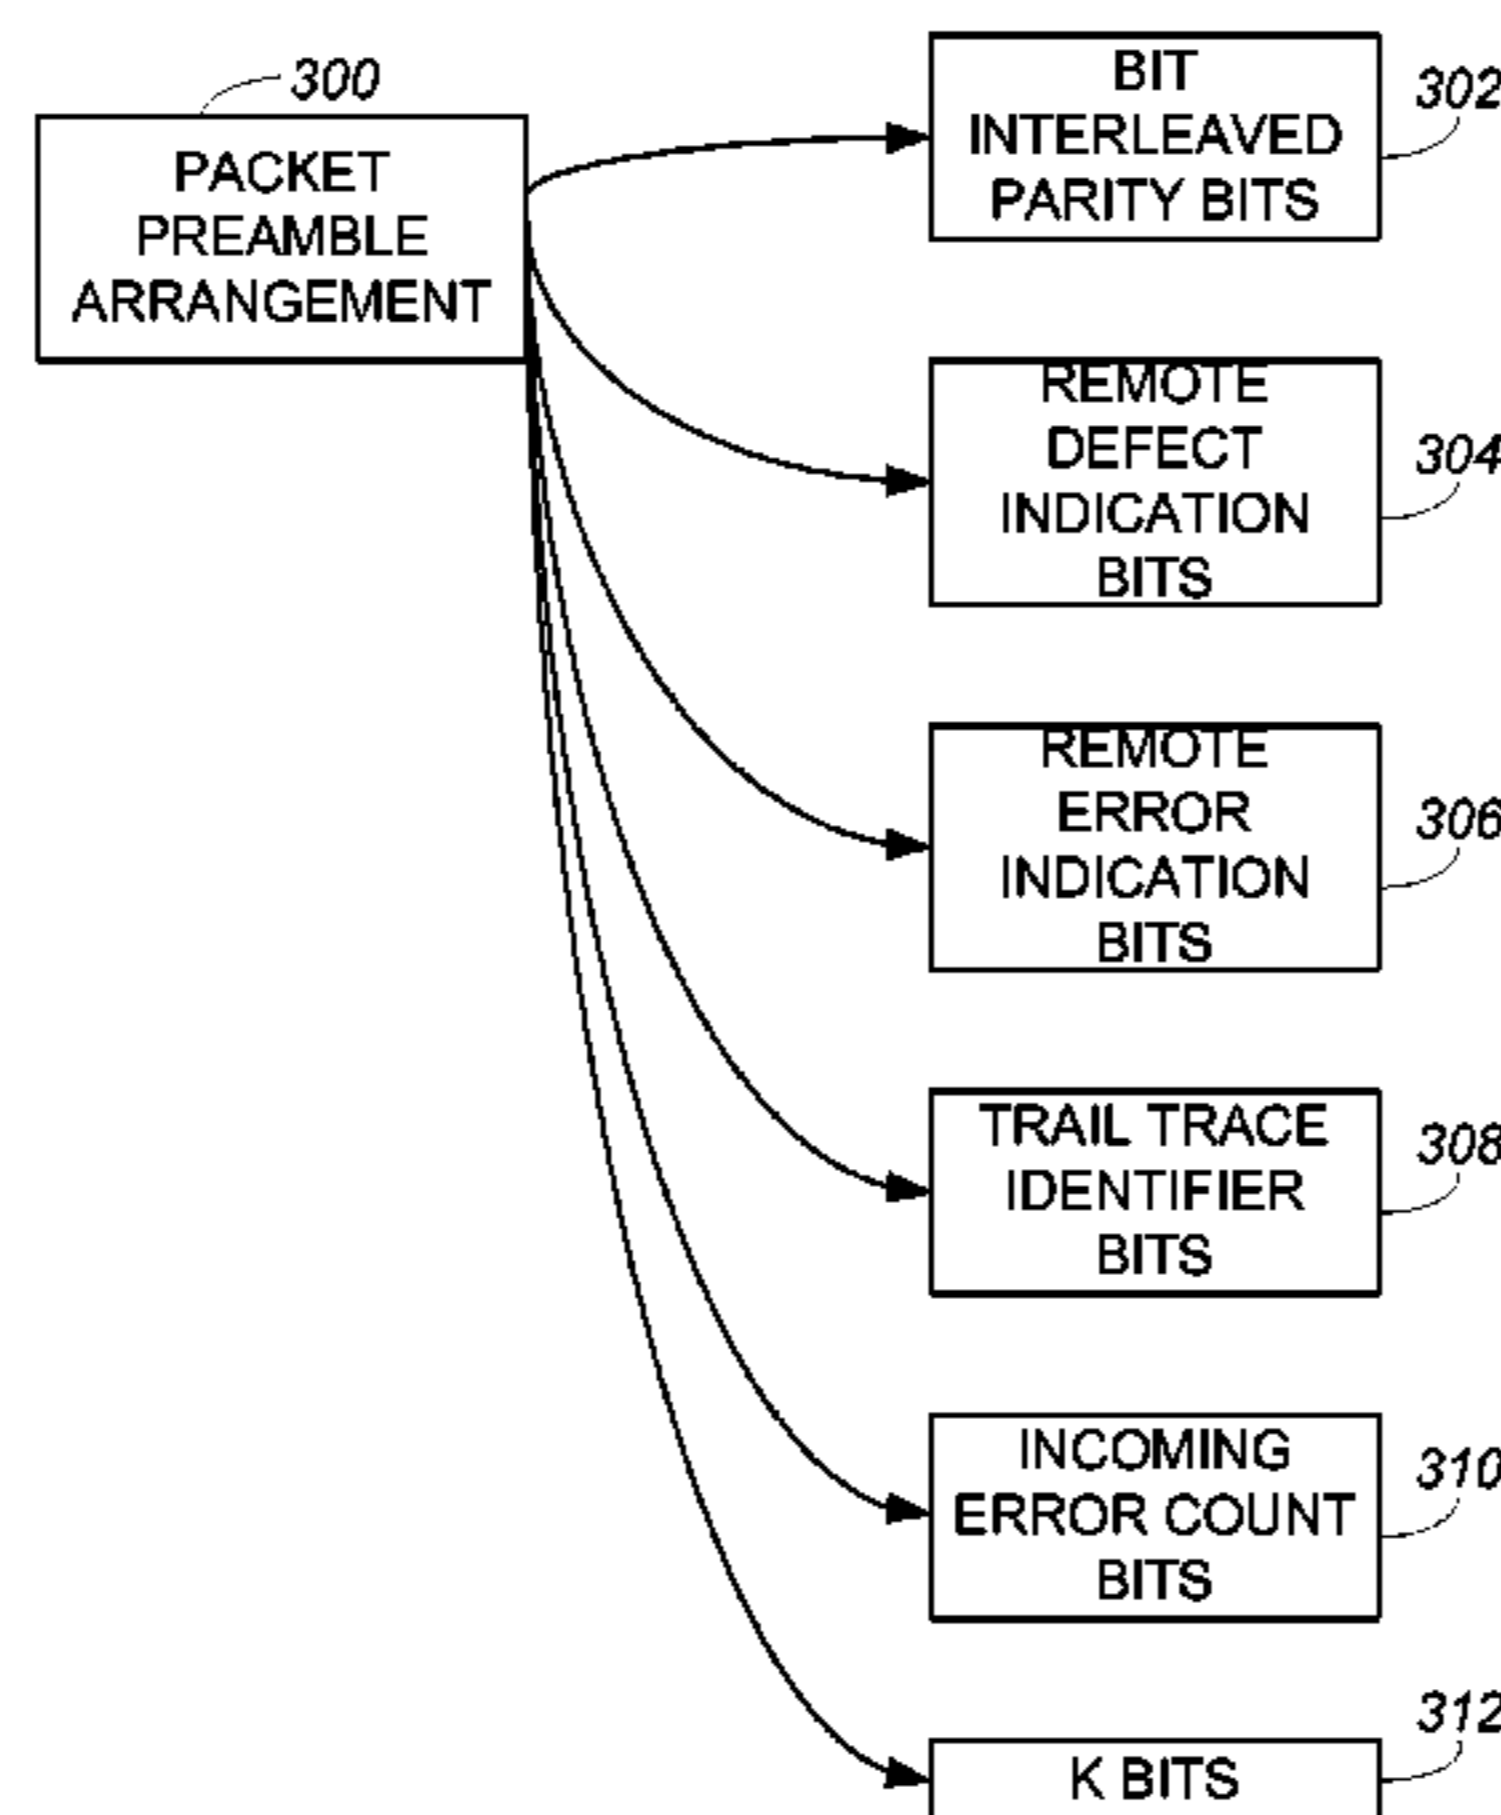 300
PACKET
PREAMBLE
ARRANGEMENT
BIT
INTERLEAVED
PARITY BITS
302
REMOTE
DEFECT
INDICATION
BITS
304
REMOTE
ERROR
INDICATION
BITS
306
TRAIL TRACE
IDENTIFIER
BITS
308
INCOMING
ERROR COUNT
BITS
310
K BITS
312